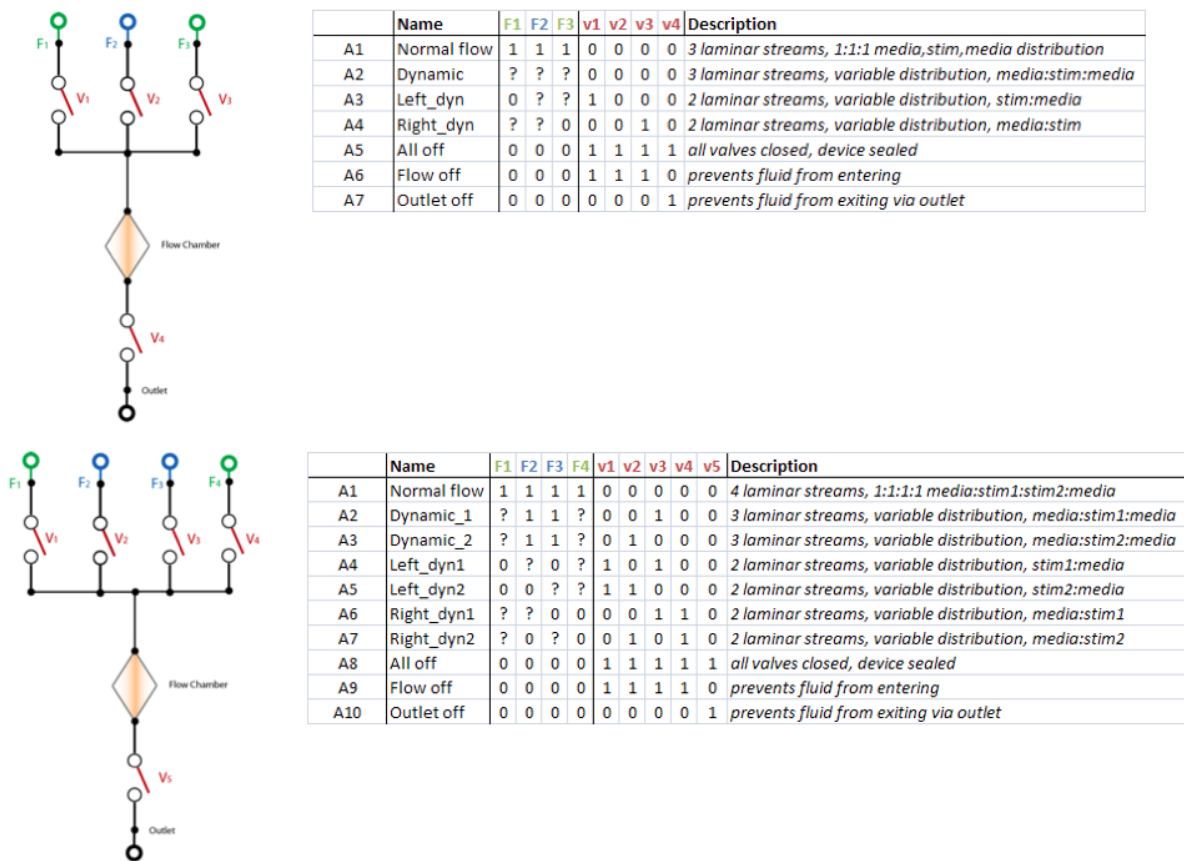 F1 F2 F3
V1 V2 V3
Flow Chamber
V4
Outlet
Name F1 F2 F3 v1 v2 v3 v4 Description
A1 Normal flow 1 1 1 0 0 0 0 3 laminar streams, 1:1:1 media,stim,media distribution
A2 Dynamic ? ? ? 0 0 0 0 3 laminar streams, variable distribution, media:stim:media
A3 Left_dyn 0 ? ? 1 0 0 0 2 laminar streams, variable distribution, stim:media
A4 Right_dyn ? ? 0 0 0 1 0 2 laminar streams, variable distribution, media:stim
A5 All off 0 0 0 1 1 1 1 all valves closed, device sealed
A6 Flow off 0 0 0 1 1 1 0 prevents fluid from entering
A7 Outlet off 0 0 0 0 0 0 1 prevents fluid from exiting via outlet
F1 F2 F3 F4
V1 V2 V3 V4
Flow Chamber
V5
Outlet
Name F1 F2 F3 F4 v1 v2 v3 v4 v5 Description
A1 Normal flow 1 1 1 1 0 0 0 0 0 4 laminar streams, 1:1:1:1 media:stim1:stim2:media
A2 Dynamic_1 ? 1 1 ? 0 0 1 0 0 3 laminar streams, variable distribution, media:stim1:media
A3 Dynamic_2 ? 1 1 ? 0 1 0 0 0 3 laminar streams, variable distribution, media:stim2:media
A4 Left_dyn1 0 ? 0 ? 1 0 1 0 0 2 laminar streams, variable distribution, stim1:media
A5 Left_dyn2 0 0 ? ? 1 1 0 0 0 2 laminar streams, variable distribution, stim2:media
A6 Right_dyn1 ? ? 0 0 0 0 1 1 0 2 laminar streams, variable distribution, media:stim1
A7 Right_dyn2 ? 0 ? 0 0 1 0 1 0 2 laminar streams, variable distribution, media:stim2
A8 All off 0 0 0 0 1 1 1 1 1 all valves closed, device sealed
A9 Flow off 0 0 0 0 1 1 1 1 0 prevents fluid from entering
A10 Outlet off 0 0 0 0 0 0 0 0 1 prevents fluid from exiting via outlet